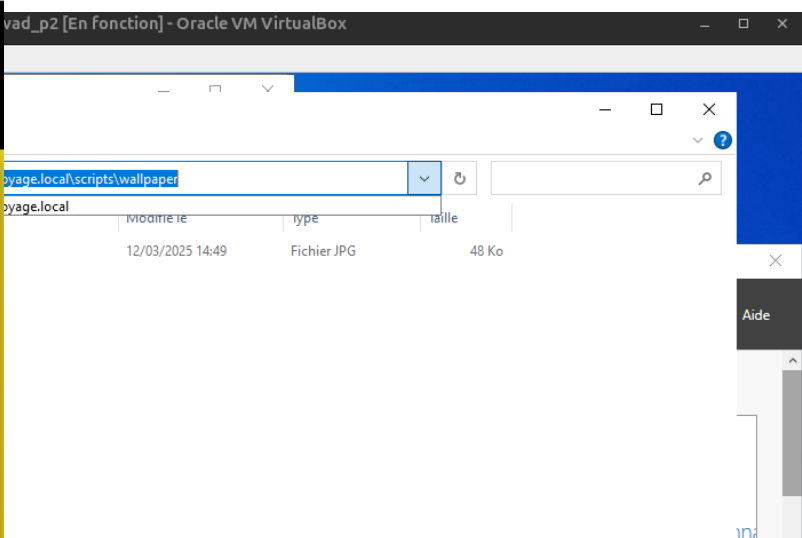 vad_p2 [En fonction] - Oracle VM VirtualBox
oyage.local\scripts\wallpaper
oyage.local
Modifié le Type Taille
12/03/2025 14:49 Fichier JPG 48 Ko
Aide